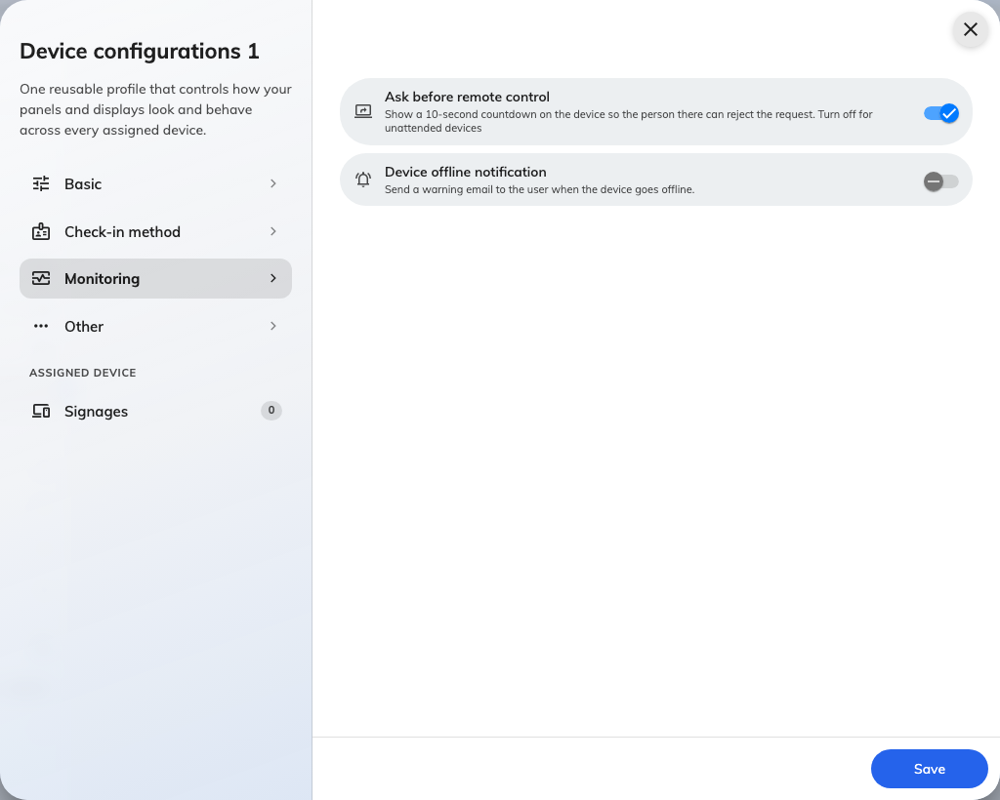 Device configurations 1
One reusable profile that controls how your
panels and displays look and behave
across every assigned device.
Basic
Check-in method
Monitoring
Other
ASSIGNED DEVICE
Signages
0
Ask before remote control
Show a 10-second countdown on the device so the person there can reject the request. Turn off for
unattended devices
Device offline notification
Send a warning email to the user when the device goes offline.
Save